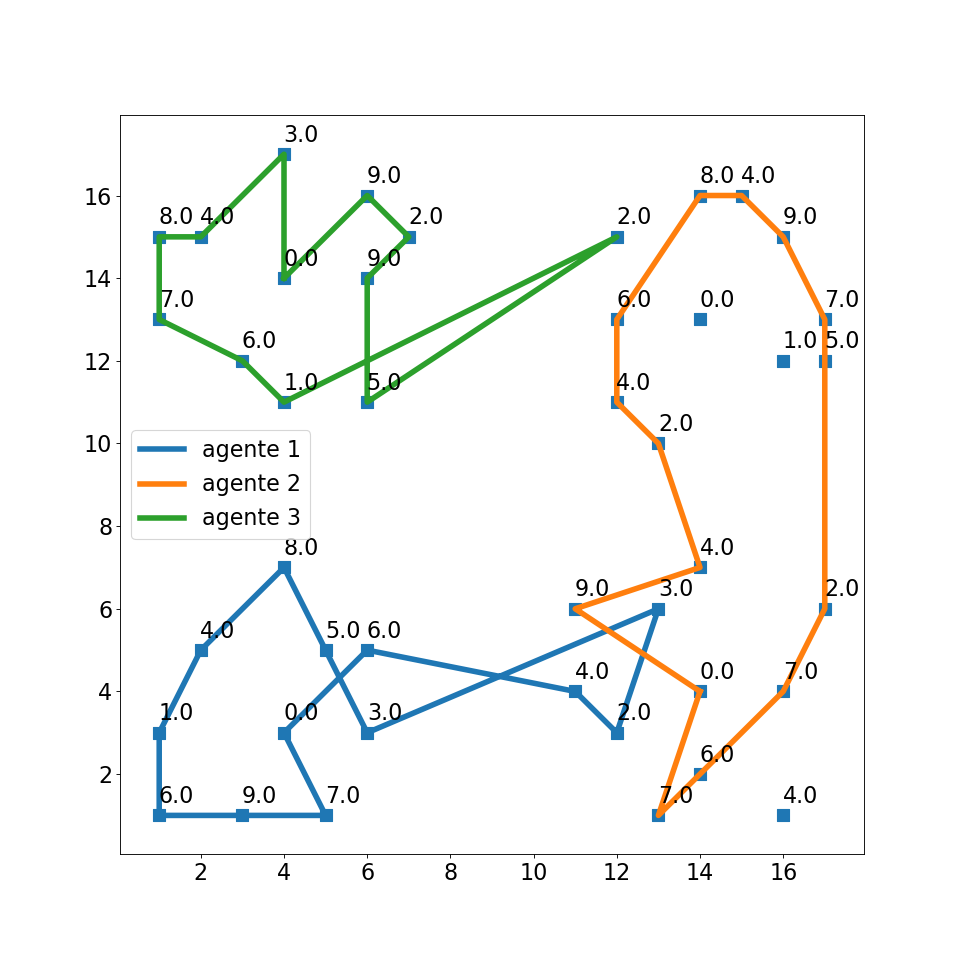 3.0
16 9.0 8.0 4.0
8.0 4.0 2.0 2.0 9.0
14 0.0 9.0
7.0 6.0 0.0 7.0
12 6.0 1.0 5.0
1.0 5.0 4.0
10 2.0
agente 1
agente 2
agente 3
8
8.0 4.0
6 9.0 3.0 2.0
4.0 5.0 6.0
4 4.0 0.0 7.0
1.0 0.0 3.0 2.0
2 6.0
6.0 9.0 7.0 7.0 4.0
2 4 6 8 10 12 14 16